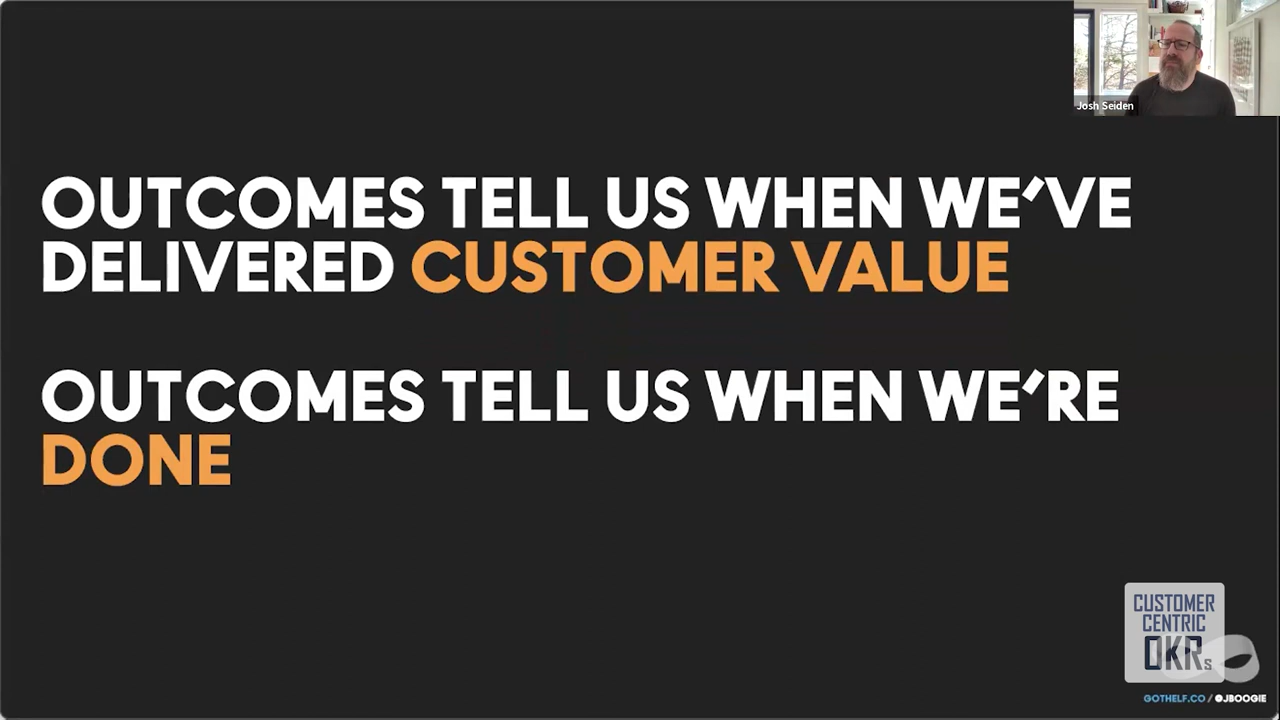 Josh Seiden
OUTCOMES TELL US WHEN WE'VE
DELIVERED CUSTOMER VALUE
OUTCOMES TELL US WHEN WE'RE
DONE
CUSTOMER
CENTRIC
OKRs
GOTHELF.CO / @JBOOGIE